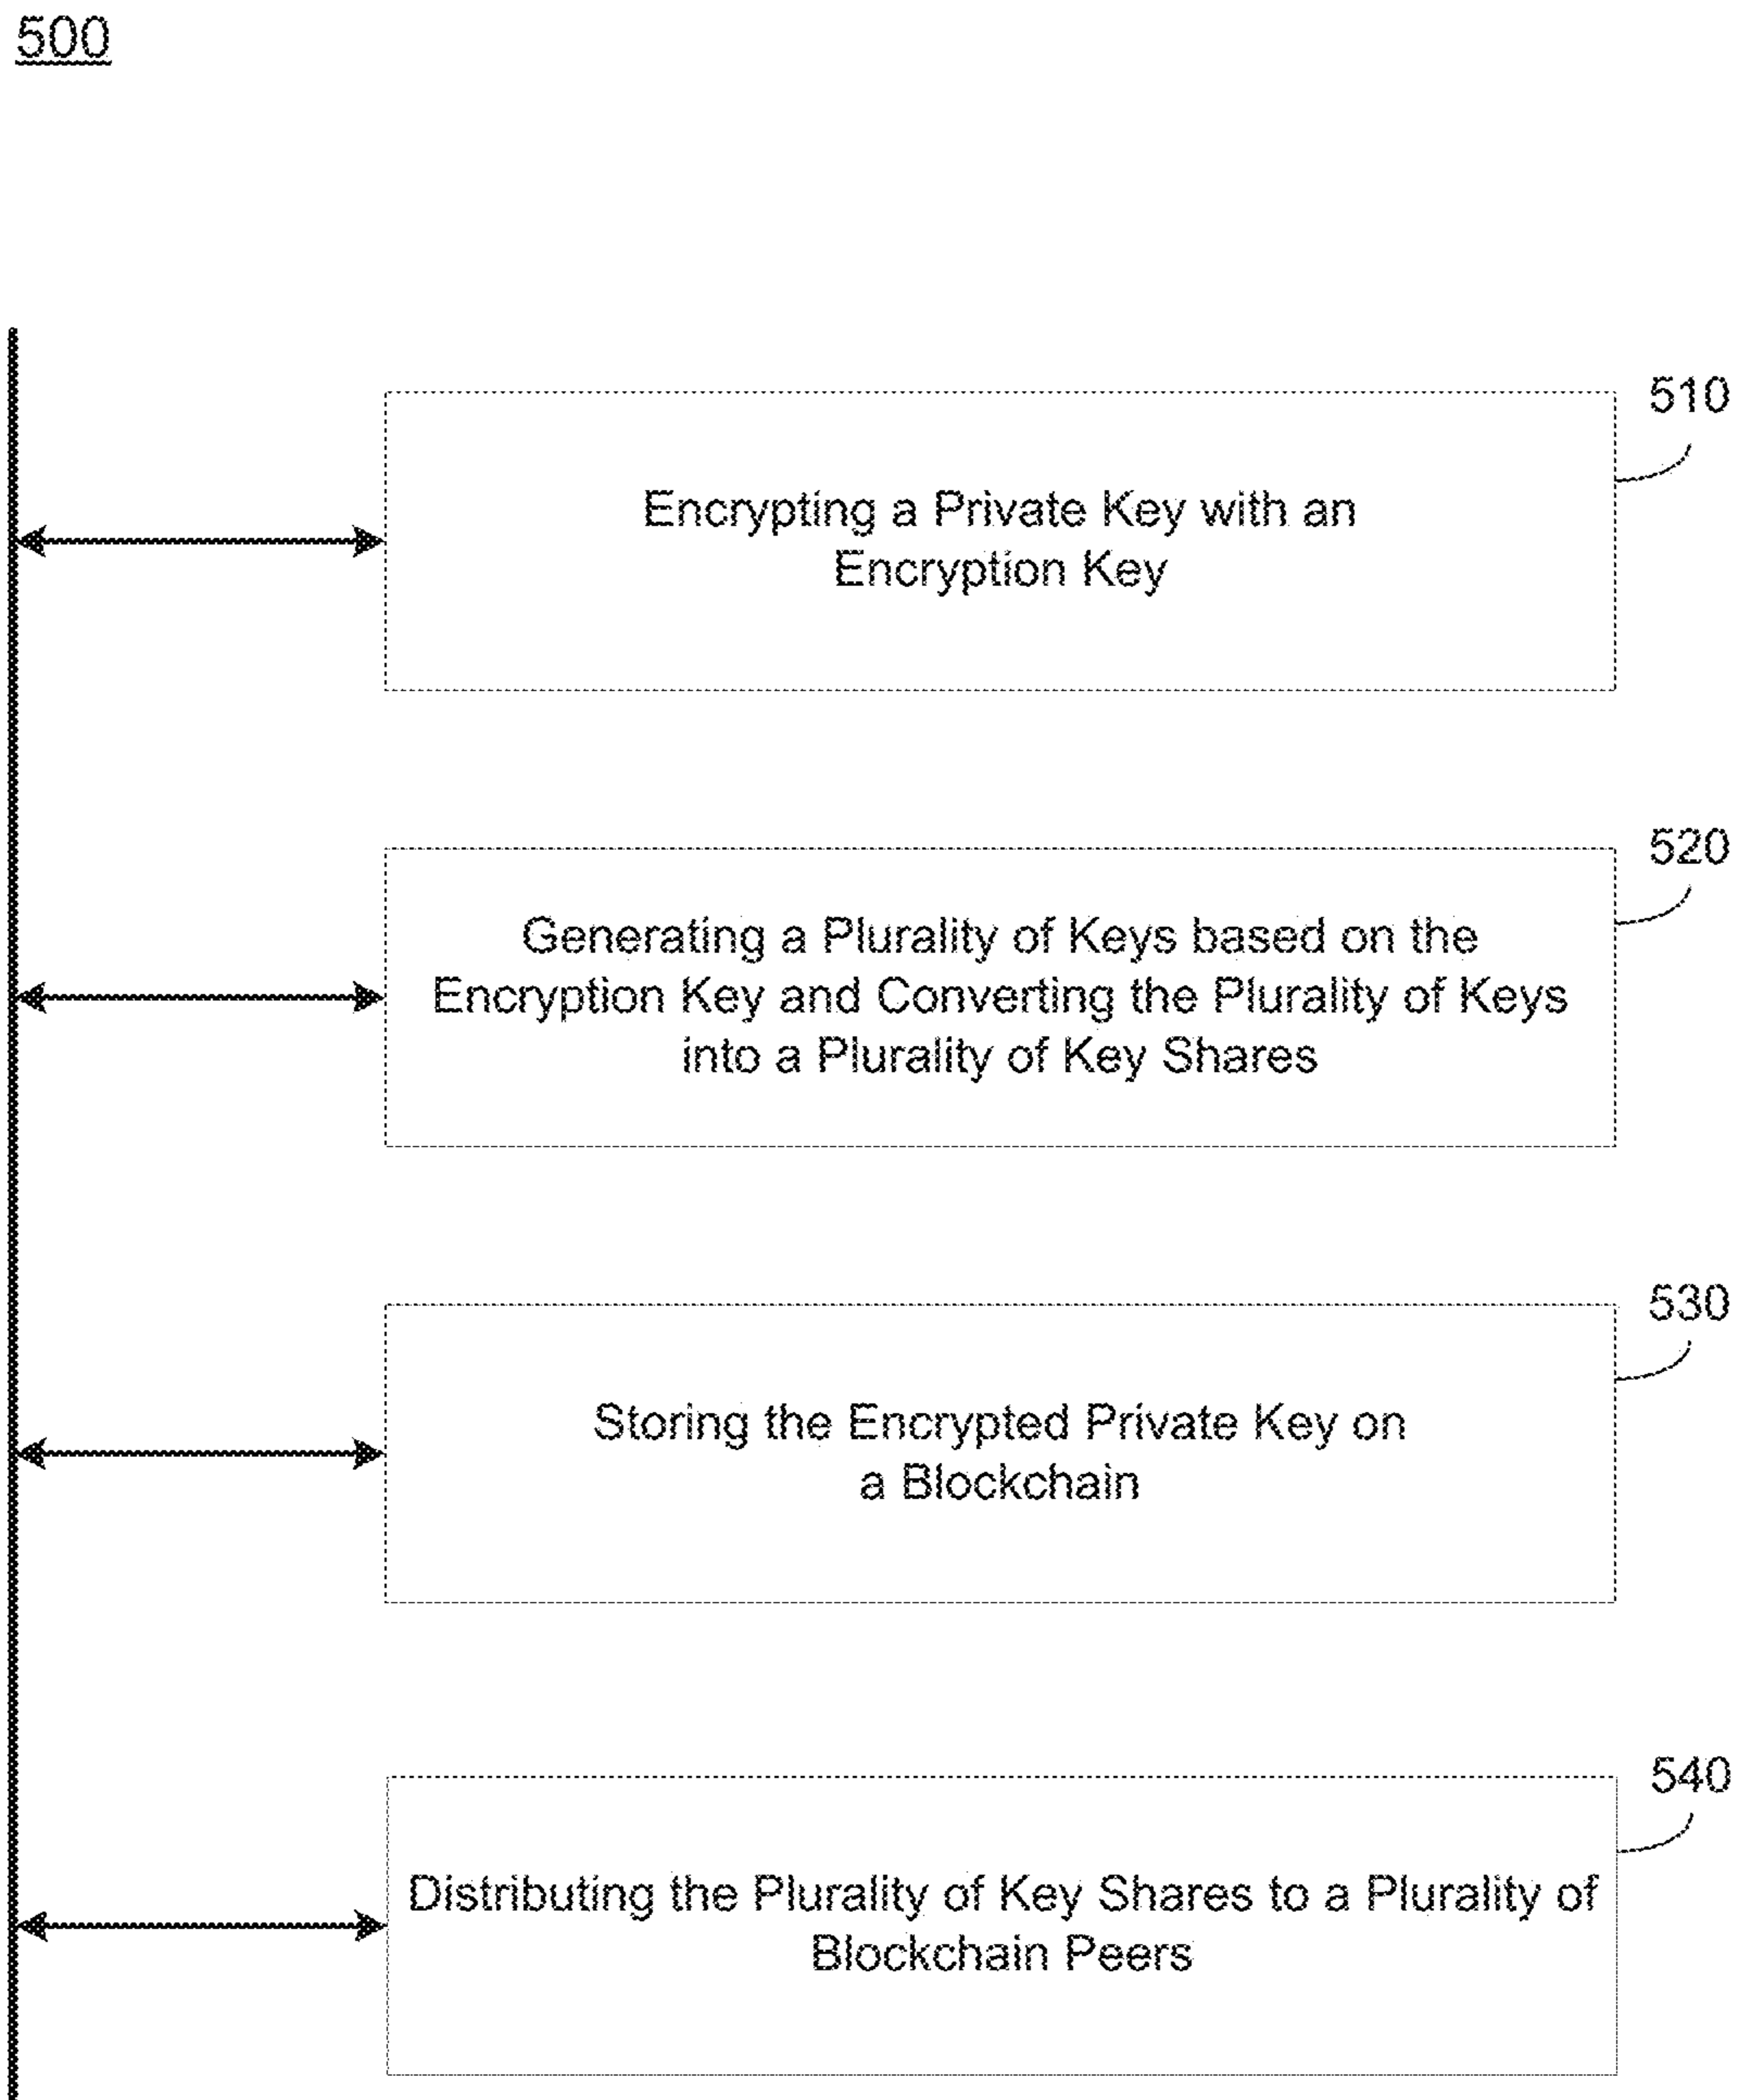 500
510
Encrypting a Private Key with an
Encryption Key
520
Generating a Plurality of Keys based on the
Encryption Key and Converting the Plurality of Keys
into a Plurality of Key Shares
530
Storing the Encrypted Private Key on
a Blockchain
540
Distributing the Plurality of Key Shares to a Plurality of
Blockchain Peers